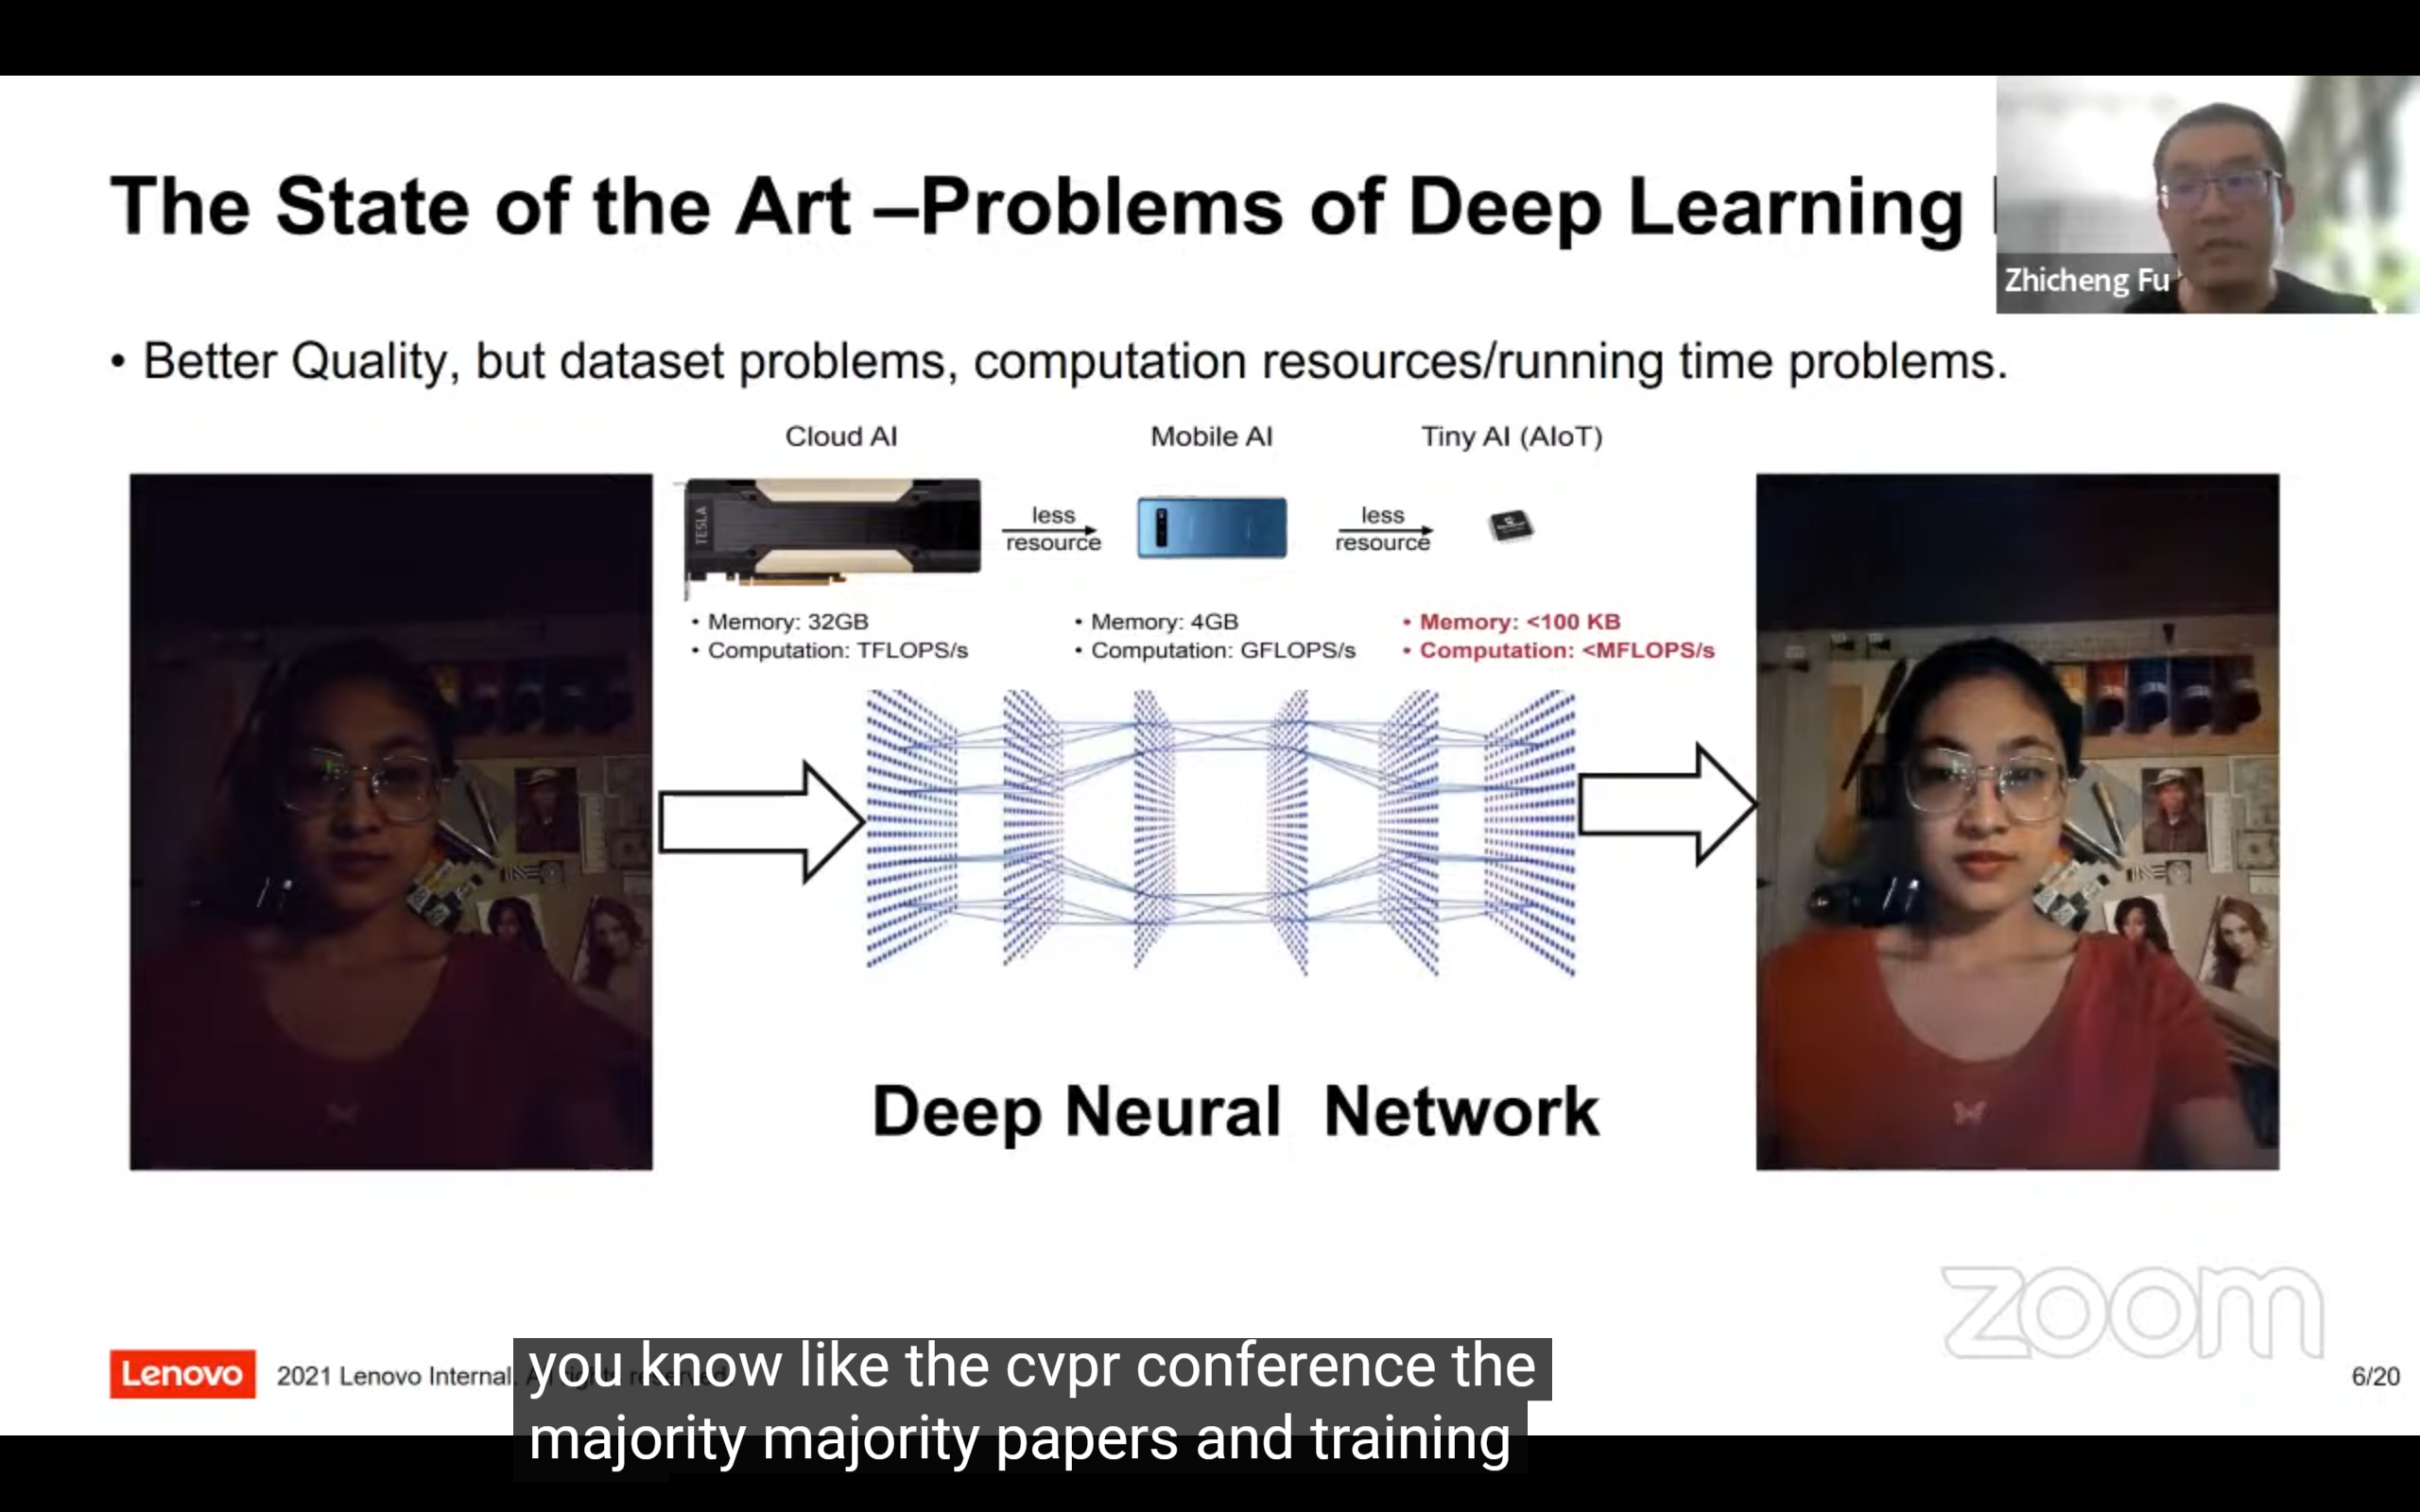 The State of the Art –Problems of Deep Learning
Zhicheng Fu
• Better Quality, but dataset problems, computation resources/running time problems.
Cloud AI
Mobile AI
Tiny AI (AIoT)
TESLA
less
resource
less
resource
• Memory: 32GB
• Computation: TFLOPS/s
• Memory: 4GB
• Computation: GFLOPS/s
• Memory: <100 KB
• Computation: <MFLOPS/s
Deep Neural Network
zoom
Lenovo
2021 Lenovo Internal.
6/20
you know like the cvpr conference the
majority majority papers and training